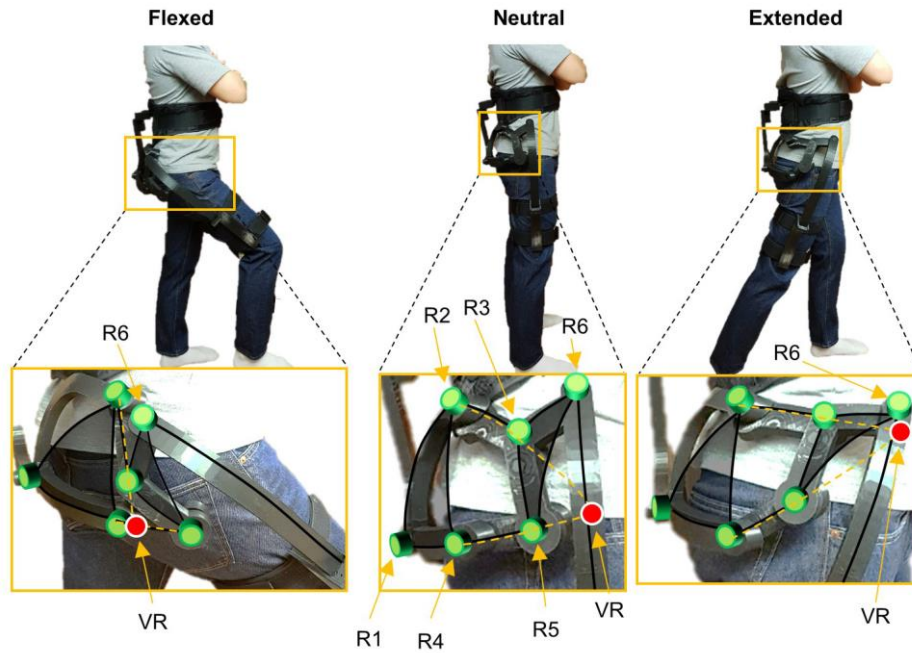 Flexed
Neutral
Extended
R6
R2
R3
R6
R6
VR
R1
R4
R5
VR
VR